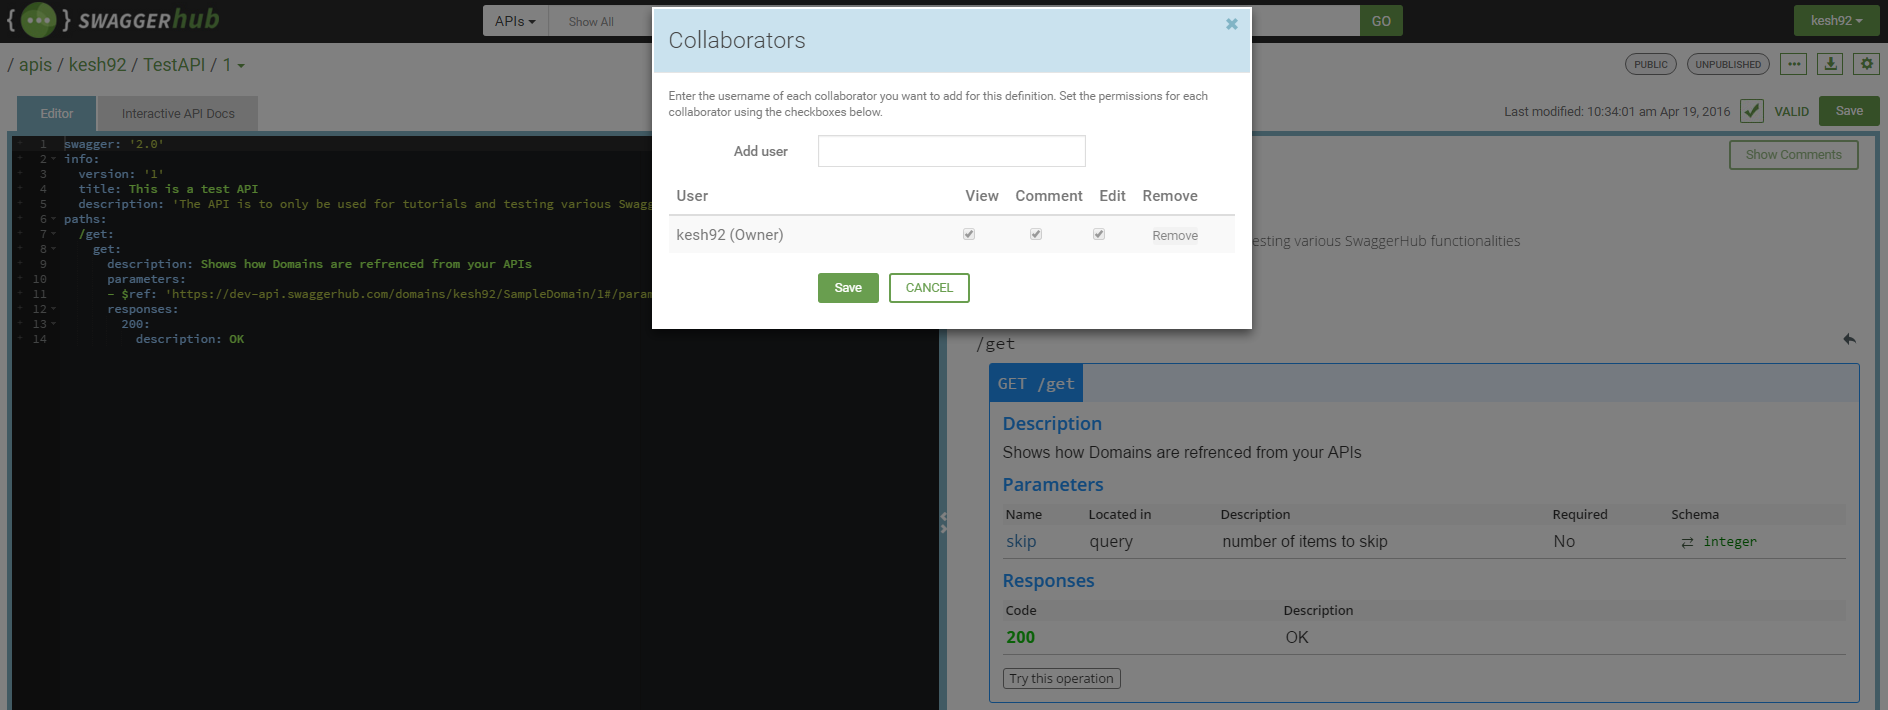 { ... } SWAGGERhub
APIs
Show All
GO
kesh92
/ apis / kesh92 / TestAPI / 1
PUBLIC
UNPUBLISHED
Editor
Interactive API Docs
Last modified: 10:34:01 am Apr 19, 2016
VALID
Save
Show Comments
1 swagger: '2.0'
2 info:
3 version: '1'
4 title: This is a test API
5 description: 'The API is to only be used for tutorials and testing various Swagg
6 paths:
7 /get:
8 get:
9 description: Shows how Domains are refrenced from your APIs
10 parameters:
11 - $ref: 'https://dev-api.swaggerhub.com/domains/kesh92/SampleDomain/1#/param
12 responses:
13 200:
14 description: OK
Collaborators
Enter the username of each collaborator you want to add for this definition. Set the permissions for each
collaborator using the checkboxes below.
Add user
User View Comment Edit Remove
kesh92 (Owner) Remove
Save CANCEL
esting various SwaggerHub functionalities
/get
GET /get
Description
Shows how Domains are refrenced from your APIs
Parameters
Name Located in Description Required Schema
skip query number of items to skip No ⇄ integer
Responses
Code Description
200 OK
Try this operation